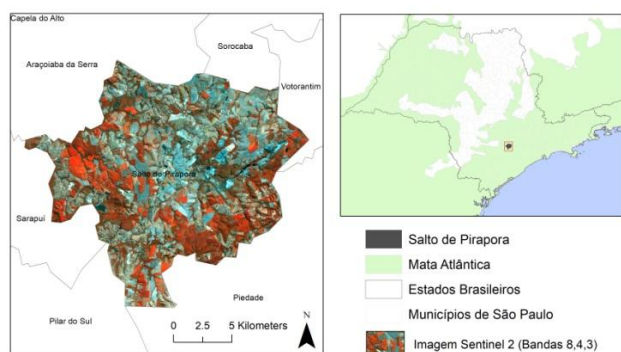 Capela do Alto
Sorocaba
Araçoiaba da Serra
Votorantim
Salto de Pirapora
Sarapuí
Piedade
Pilar do Sul
N
0 2.5 5 Kilometers
Salto de Pirapora
Mata Atlântica
Estados Brasileiros
Municípios de São Paulo
Imagem Sentinel 2 (Bandas 8,4,3)